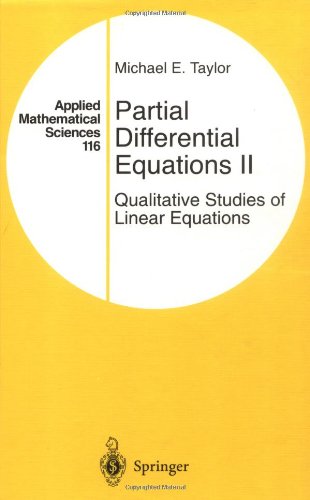 Michael E. Taylor
Applied
Mathematical
Sciences
116
Partial
Differential
Equations II
Qualitative Studies of
Linear Equations
Springer